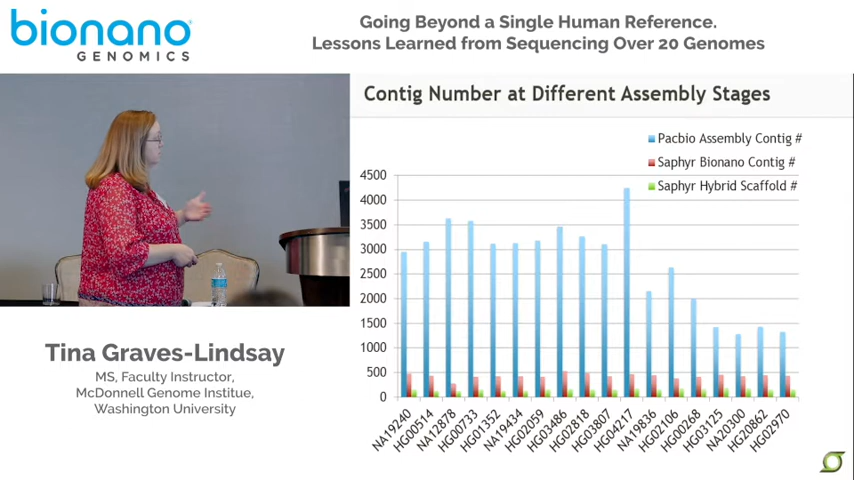 bionano
GENOMICS
Going Beyond a Single Human Reference.
Lessons Learned from Sequencing Over 20 Genomes
Contig Number at Different Assembly Stages
Pacbio Assembly Contig #
Saphyr Bionano Contig #
Saphyr Hybrid Scaffold #
4500
4000
3500
3000
2500
2000
1500
1000
500
0
NA19240
HG00514
NA12878
HG00733
HG01352
NA19434
HG02059
HG03486
HG02818
HG03807
HG04217
NA19836
HG02106
HG00268
HG03125
NA20300
HG20862
HG02970
Tina Graves-Lindsay
MS, Faculty Instructor,
McDonnell Genome Institue,
Washington University